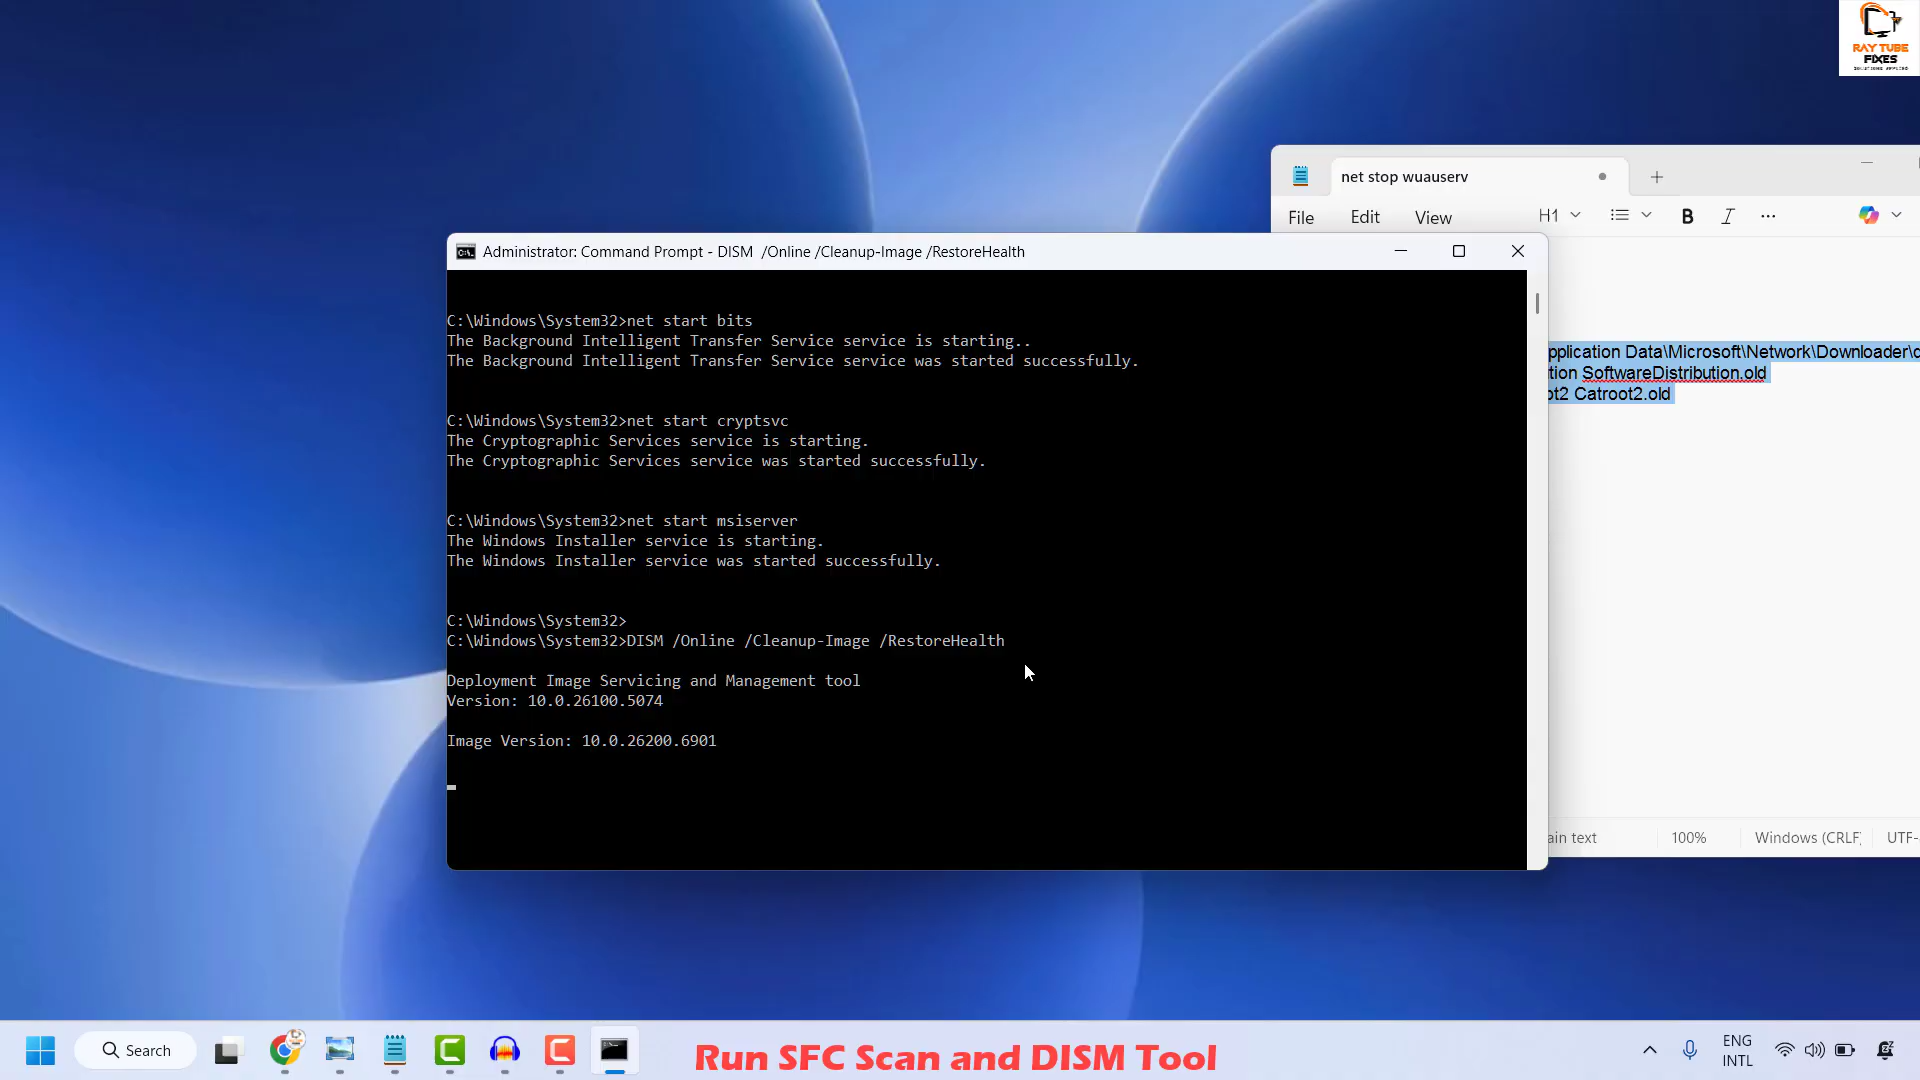 RAY TUBE
FIXES
net stop wuauserv
File Edit View H1 B I ...
Administrator: Command Prompt - DISM  /Online /Cleanup-Image /RestoreHealth
C:\Windows\System32>net start bits
The Background Intelligent Transfer Service service is starting..
The Background Intelligent Transfer Service service was started successfully.
C:\Windows\System32>net start cryptsvc
The Cryptographic Services service is starting.
The Cryptographic Services service was started successfully.
C:\Windows\System32>net start msiserver
The Windows Installer service is starting.
The Windows Installer service was started successfully.
C:\Windows\System32>
C:\Windows\System32>DISM /Online /Cleanup-Image /RestoreHealth
Deployment Image Servicing and Management tool
Version: 10.0.26100.5074
Image Version: 10.0.26200.6901
pplication Data\Microsoft\Network\Downloader\
tion SoftwareDistribution.old
ot2 Catroot2.old
ain text 100% Windows (CRLF) UTF-
Search
Run SFC Scan and DISM Tool
ENG
INTL